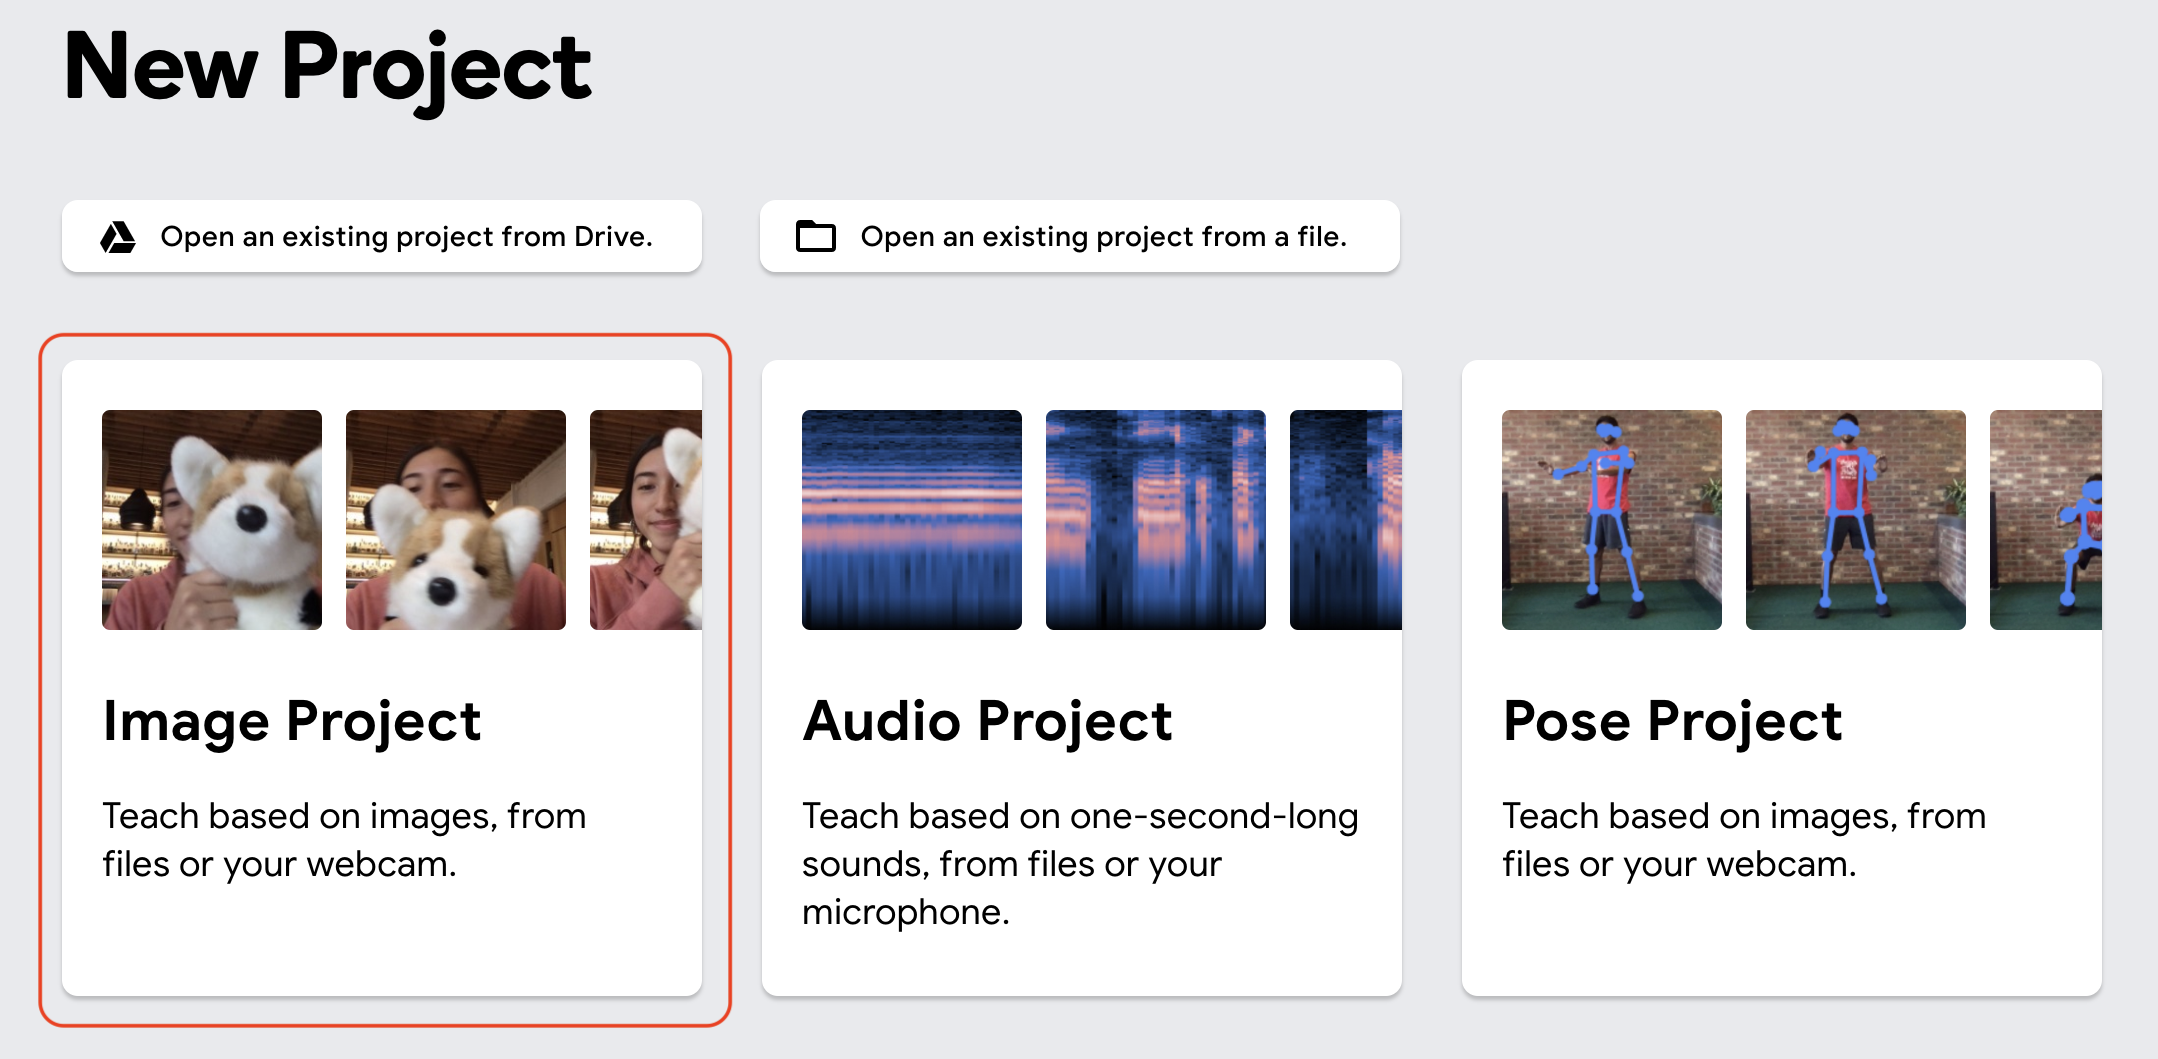 New Project
Open an existing project from Drive.
Open an existing project from a file.
Image Project
Teach based on images, from
files or your webcam.
Audio Project
Teach based on one-second-long
sounds, from files or your
microphone.
Pose Project
Teach based on images, from
files or your webcam.